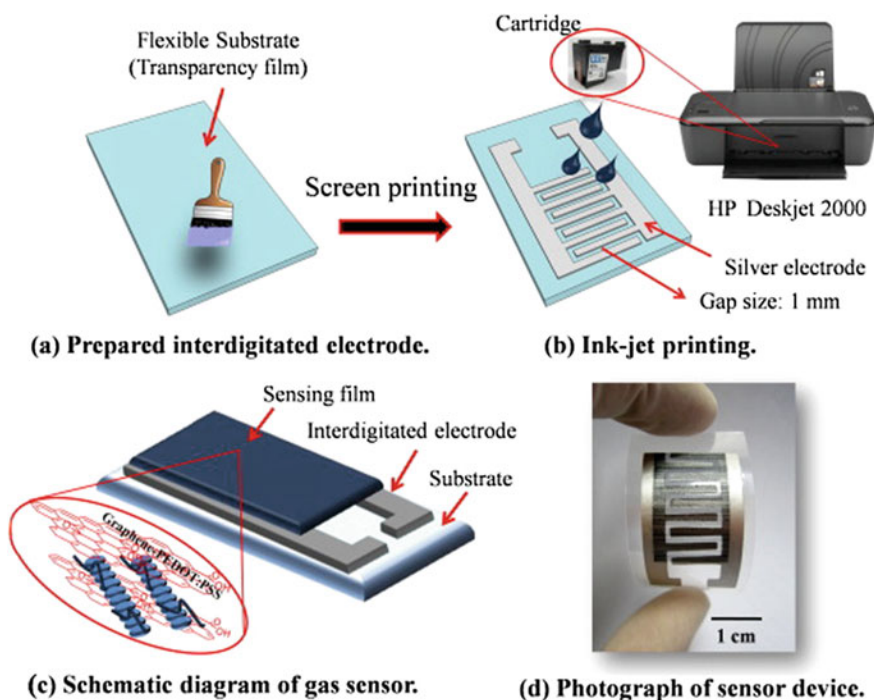 Flexible Substrate
(Transparency film)
Screen printing
(a) Prepared interdigitated electrode.
Cartridge
HP Deskjet 2000
Silver electrode
Gap size: 1 mm
(b) Ink-jet printing.
Sensing film
Interdigitated electrode
Substrate
Graphene:PEDOT:PSS
(c) Schematic diagram of gas sensor.
1 cm
(d) Photograph of sensor device.